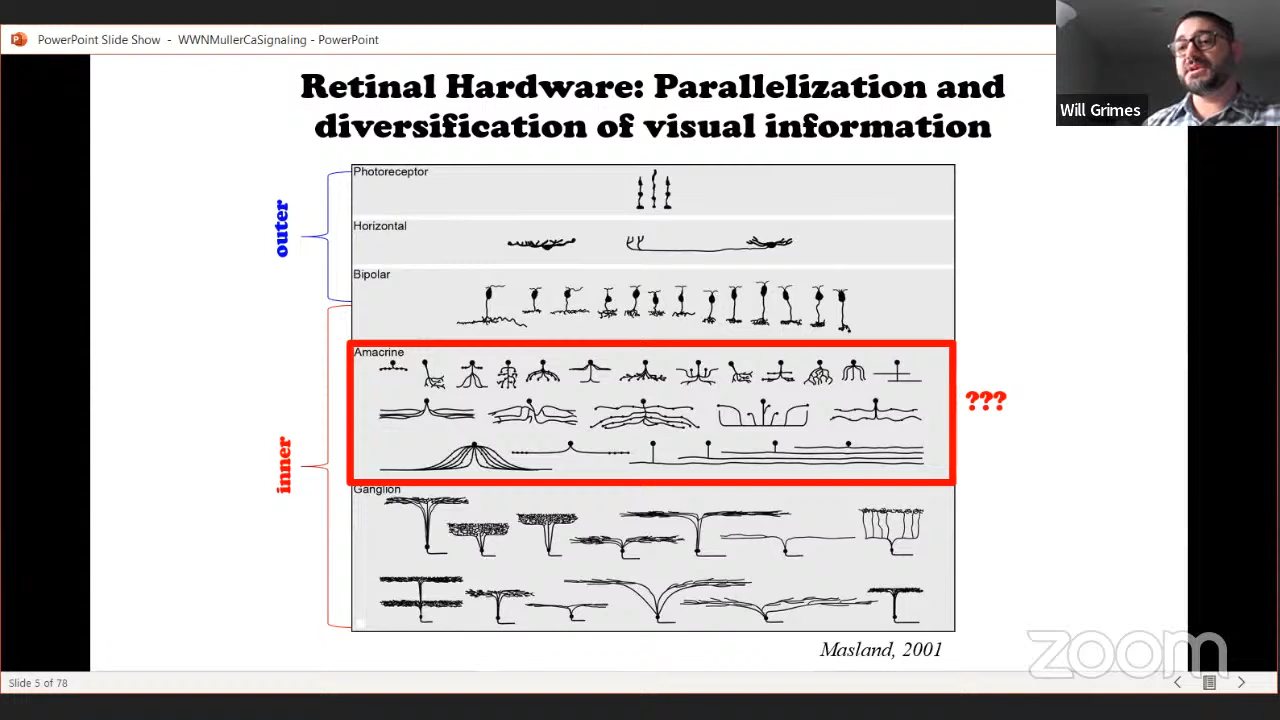 PowerPoint Slide Show - WWNMullerCaSignaling - PowerPoint
Will Grimes
Retinal Hardware: Parallelization and
diversification of visual information
outer
inner
Photoreceptor
Horizontal
Bipolar
Amacrine
???
Ganglion
Masland, 2001
zoom
Slide 5 of 78